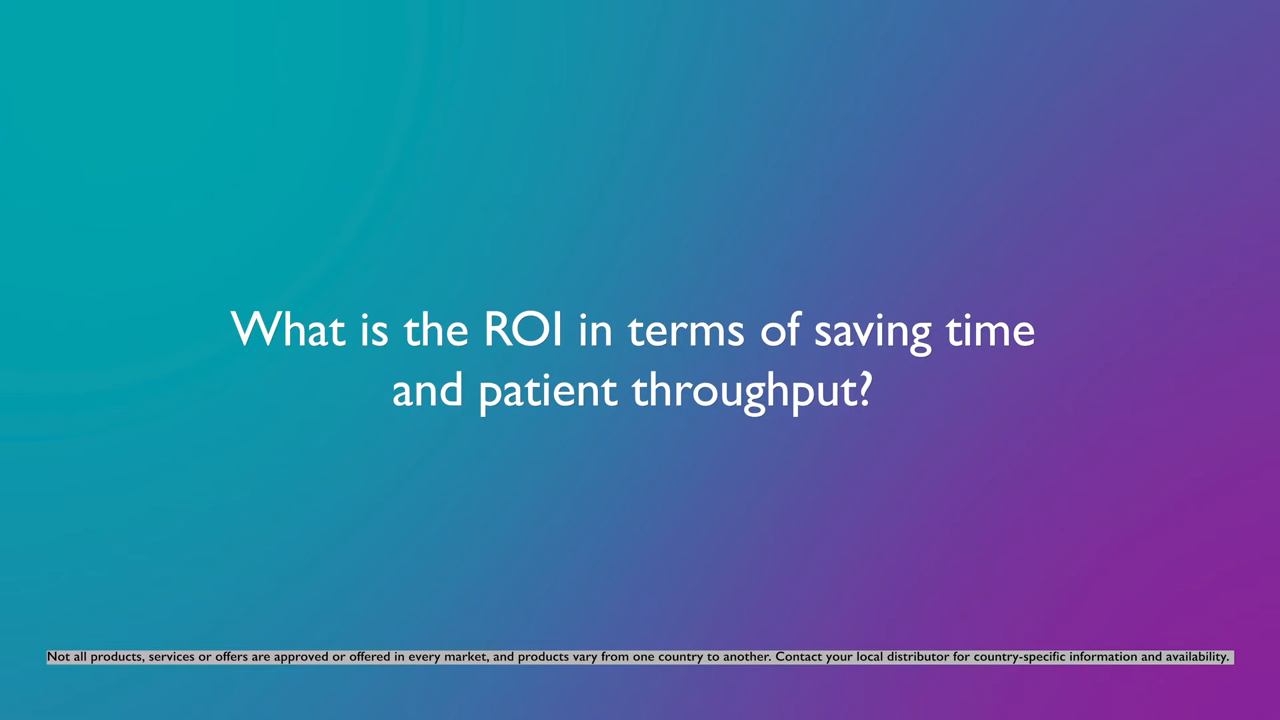 What is the ROI in terms of saving time
and patient throughput?
Not all products, services or offers are approved or offered in every market, and products vary from one country to another. Contact your local distributor for country-specific information and availability.